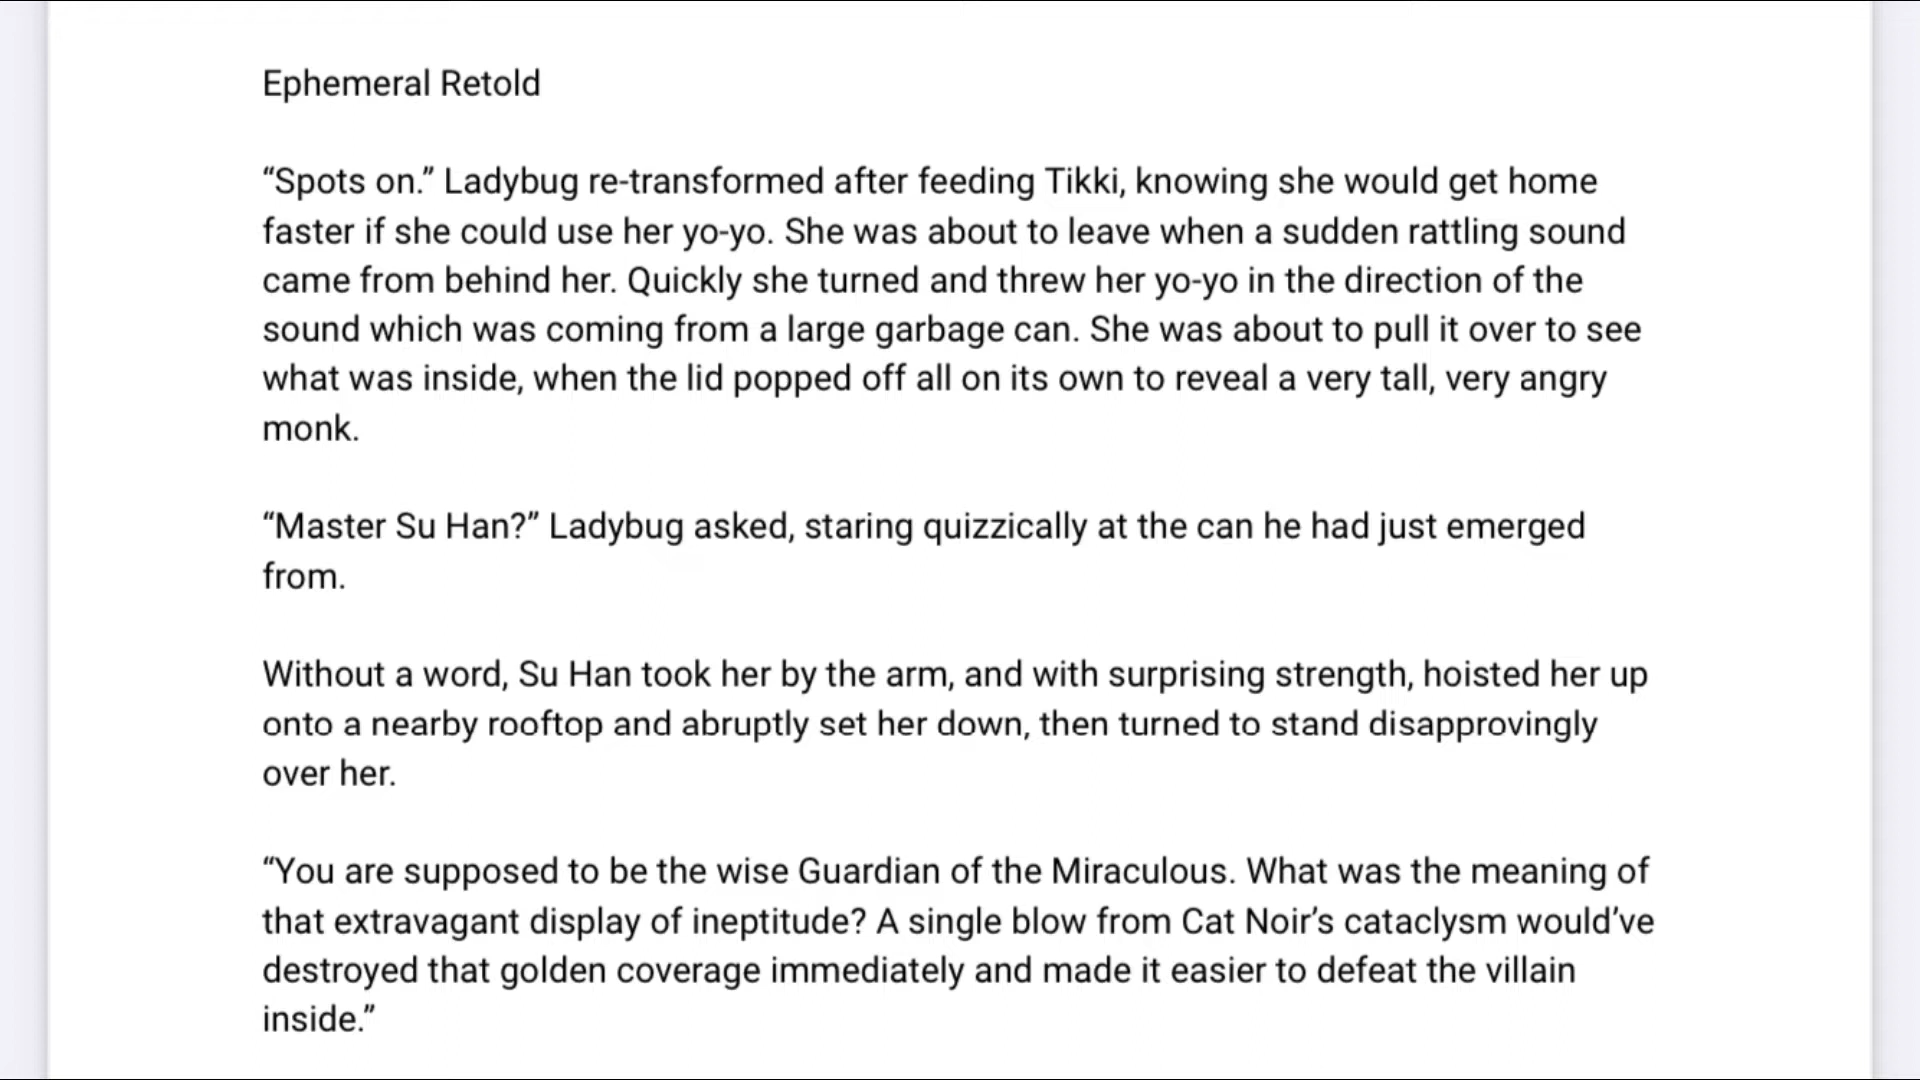 Ephemeral Retold
“Spots on.” Ladybug re-transformed after feeding Tikki, knowing she would get home
faster if she could use her yo-yo. She was about to leave when a sudden rattling sound
came from behind her. Quickly she turned and threw her yo-yo in the direction of the
sound which was coming from a large garbage can. She was about to pull it over to see
what was inside, when the lid popped off all on its own to reveal a very tall, very angry
monk.
“Master Su Han?” Ladybug asked, staring quizzically at the can he had just emerged
from.
Without a word, Su Han took her by the arm, and with surprising strength, hoisted her up
onto a nearby rooftop and abruptly set her down, then turned to stand disapprovingly
over her.
“You are supposed to be the wise Guardian of the Miraculous. What was the meaning of
that extravagant display of ineptitude? A single blow from Cat Noir’s cataclysm would’ve
destroyed that golden coverage immediately and made it easier to defeat the villain
inside.”